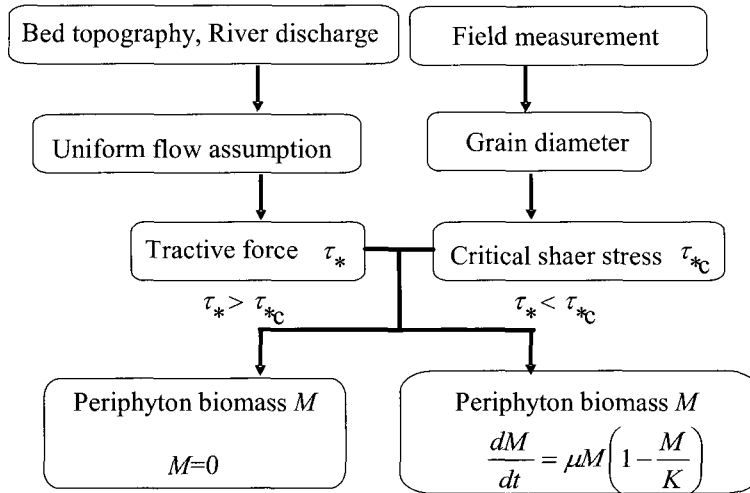 Bed topography, River discharge
Field measurement
Uniform flow assumption
Grain diameter
Tractive force τ*
Critical shaer stress τ*c
τ* > τ*c
τ* < τ*c
Periphyton biomass M
M=0
Periphyton biomass M
dM/dt = μM(1 − M/K)